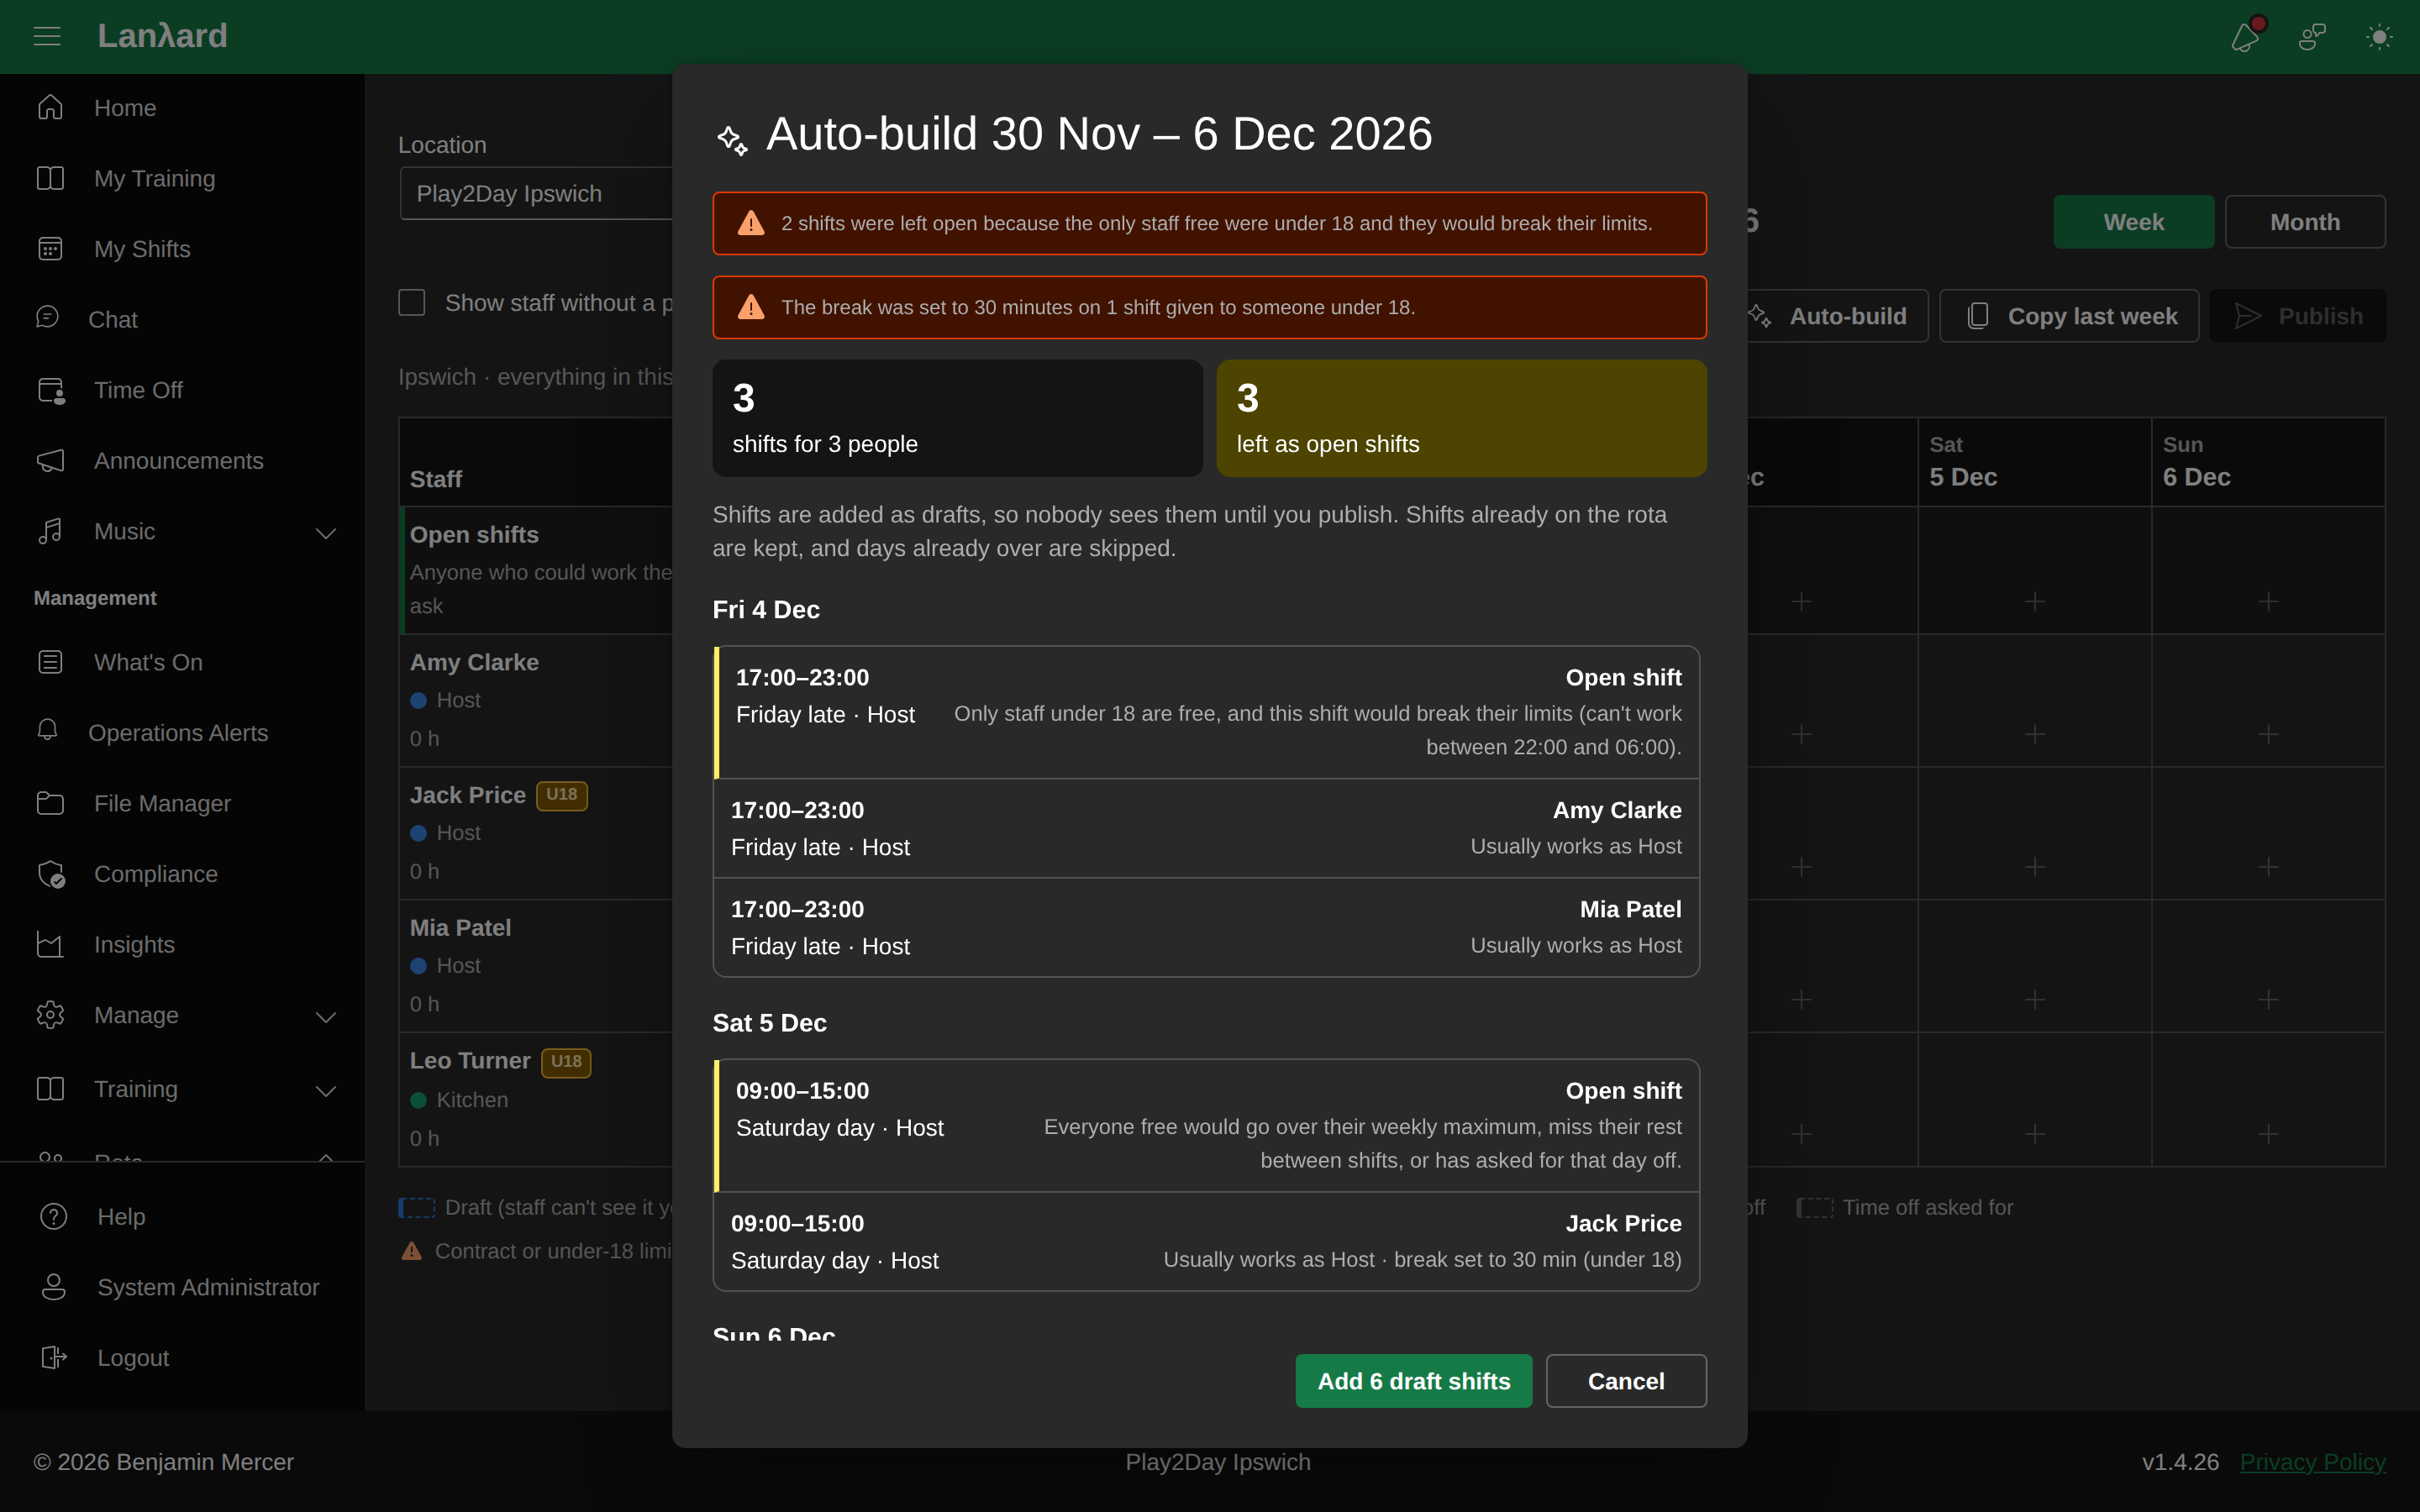 Lanλard
Home
My Training
My Shifts
Chat
Time Off
Announcements
Music
Management
What's On
Operations Alerts
File Manager
Compliance
Insights
Manage
Training
Rota
Help
System Administrator
Logout
Location
Play2Day Ipswich
Show staff without a p
Ipswich · everything in this
Staff
Open shifts
Anyone who could work the
ask
Amy Clarke
Host
0 h
Jack Price U18
Host
0 h
Mia Patel
Host
0 h
Leo Turner U18
Kitchen
0 h
Draft (staff can't see it ye
Contract or under-18 limi
Auto-build 30 Nov – 6 Dec 2026
2 shifts were left open because the only staff free were under 18 and they would break their limits.
The break was set to 30 minutes on 1 shift given to someone under 18.
3
shifts for 3 people
3
left as open shifts
Shifts are added as drafts, so nobody sees them until you publish. Shifts already on the rota
are kept, and days already over are skipped.
Fri 4 Dec
17:00–23:00 Open shift
Friday late · Host Only staff under 18 are free, and this shift would break their limits (can't work
between 22:00 and 06:00).
17:00–23:00 Amy Clarke
Friday late · Host Usually works as Host
17:00–23:00 Mia Patel
Friday late · Host Usually works as Host
Sat 5 Dec
09:00–15:00 Open shift
Saturday day · Host Everyone free would go over their weekly maximum, miss their rest
between shifts, or has asked for that day off.
09:00–15:00 Jack Price
Saturday day · Host Usually works as Host · break set to 30 min (under 18)
Sun 6 Dec
Add 6 draft shifts Cancel
6
Week Month
Auto-build Copy last week Publish
ec
Sat
5 Dec
Sun
6 Dec
off Time off asked for
© 2026 Benjamin Mercer Play2Day Ipswich v1.4.26 Privacy Policy